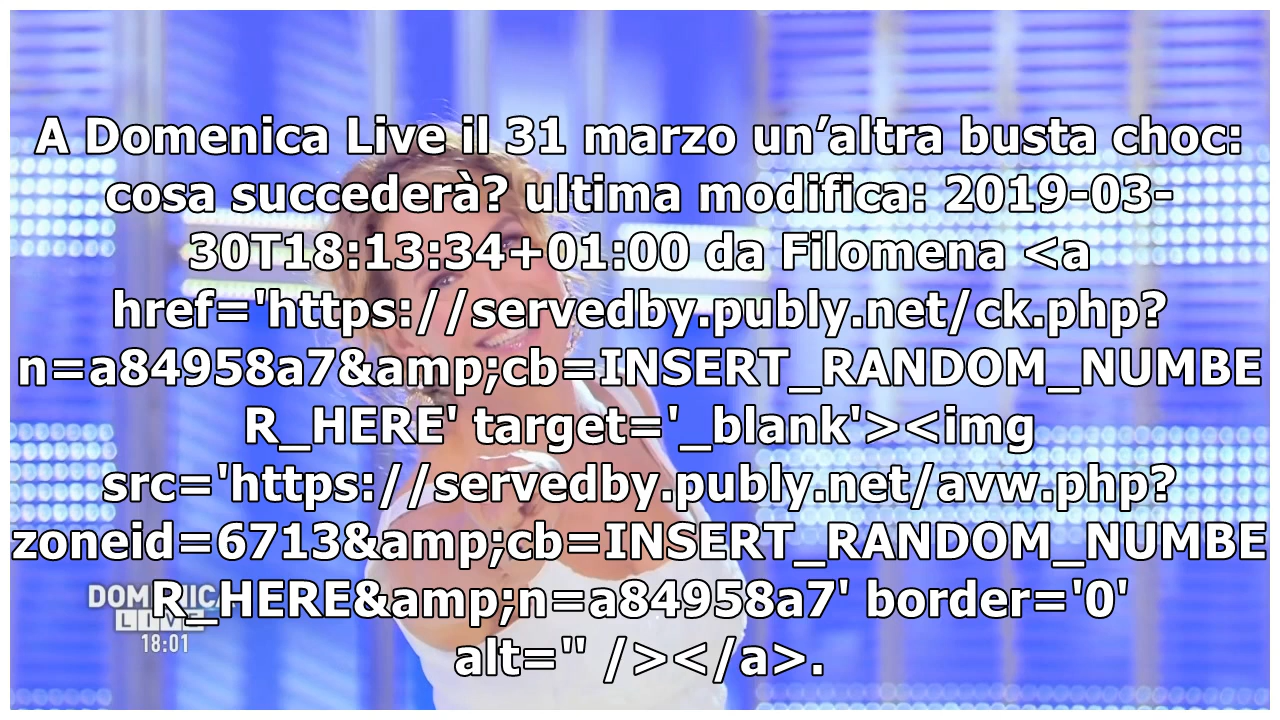 A Domenica Live il 31 marzo un’altra busta choc:
cosa succederà? ultima modifica: 2019-03-
30T18:13:34+01:00 da Filomena <a
href='https://servedby.publy.net/ck.php?
n=a84958a7&amp;cb=INSERT_RANDOM_NUMBE
R_HERE' target='_blank'><img
src='https://servedby.publy.net/avw.php?
zoneid=6713&amp;cb=INSERT_RANDOM_NUMBE
R_HERE&amp;n=a84958a7' border='0'
alt='' /></a>.
DOMENICA
LIVE
18:01